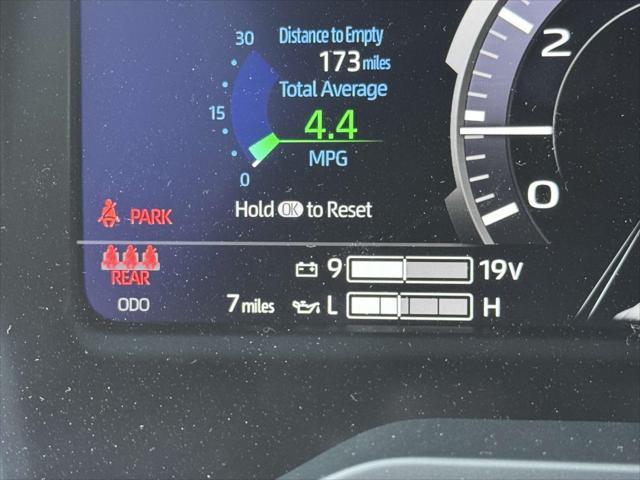 30
Distance to Empty
173 miles
Total Average
15
4.4
MPG
0
Hold OK to Reset
PARK
REAR
ODO
7 miles
9
19V
L
H
2
0